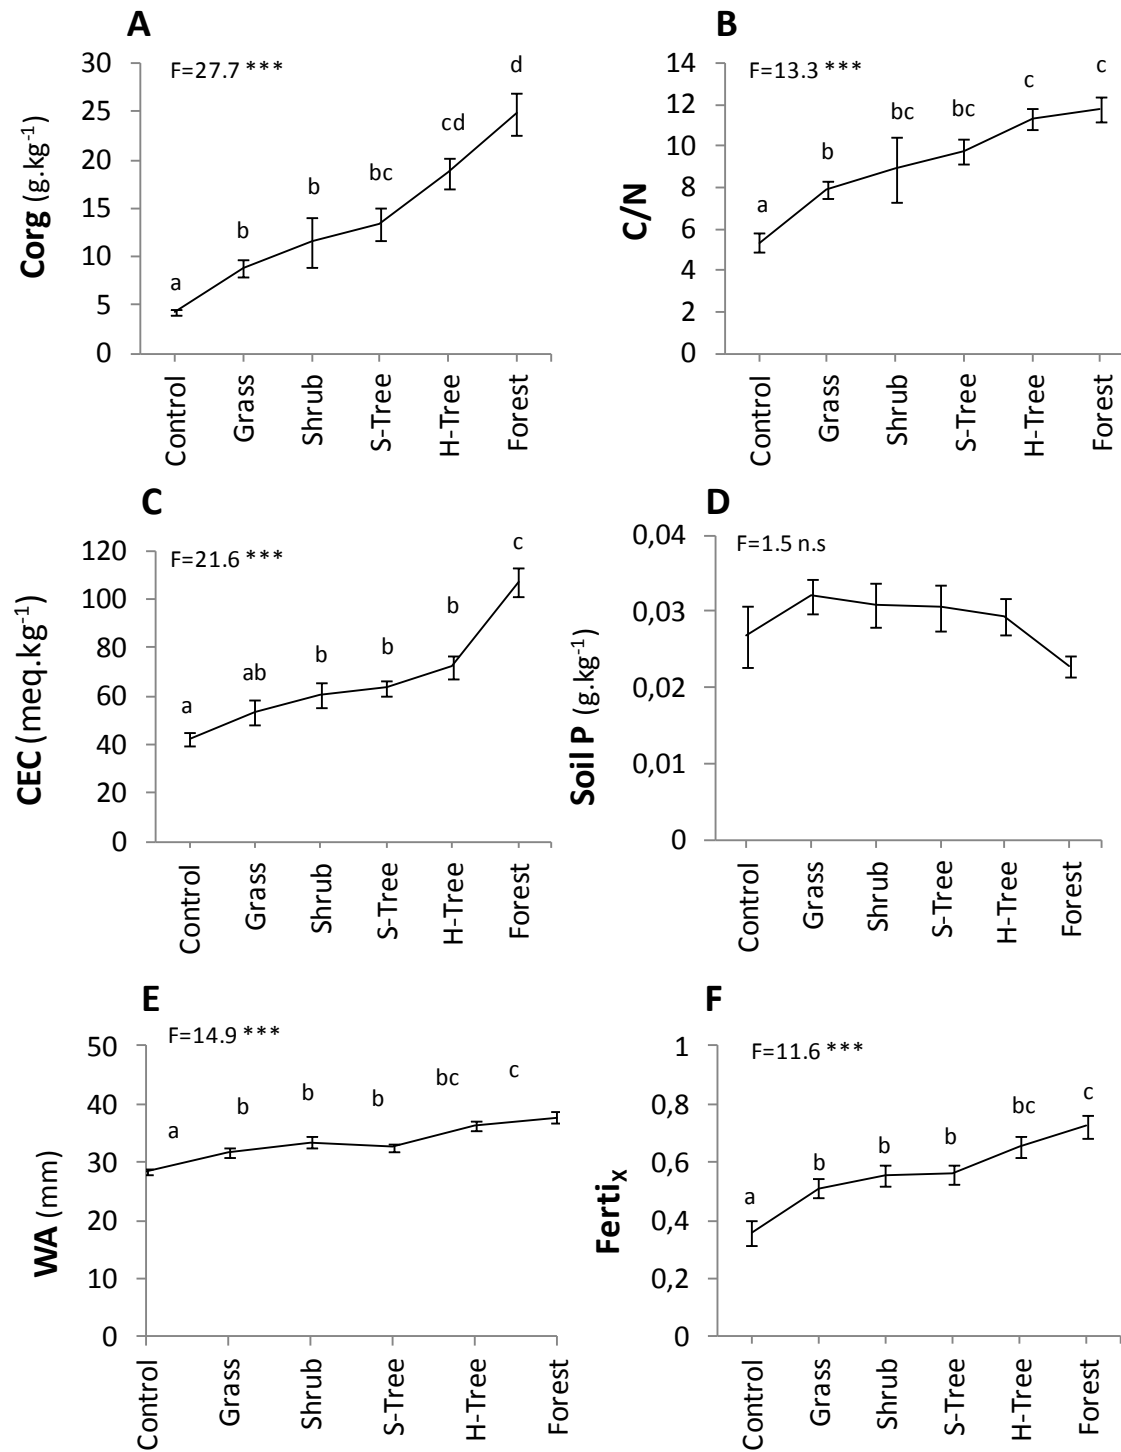 A
F=27.7 ***
Corg (g.kg-1)
30
25
20
15
10
5
0
a
b
b
bc
cd
d
Control
Grass
Shrub
S-Tree
H-Tree
Forest
B
F=13.3 ***
C/N
14
12
10
8
6
4
2
0
a
b
bc
bc
c
c
Control
Grass
Shrub
S-Tree
H-Tree
Forest
C
F=21.6 ***
CEC (meq.kg-1)
120
100
80
60
40
20
0
a
ab
b
b
b
c
Control
Grass
Shrub
S-Tree
H-Tree
Forest
D
F=1.5 n.s
Soil P (g.kg-1)
0,04
0,03
0,02
0,01
0
Control
Grass
Shrub
S-Tree
H-Tree
Forest
E
F=14.9 ***
WA (mm)
50
40
30
20
10
0
a
b
b
b
bc
c
Control
Grass
Shrub
S-Tree
H-Tree
Forest
F
F=11.6 ***
FertiX
1
0,8
0,6
0,4
0,2
0
a
b
b
b
bc
c
Control
Grass
Shrub
S-Tree
H-Tree
Forest